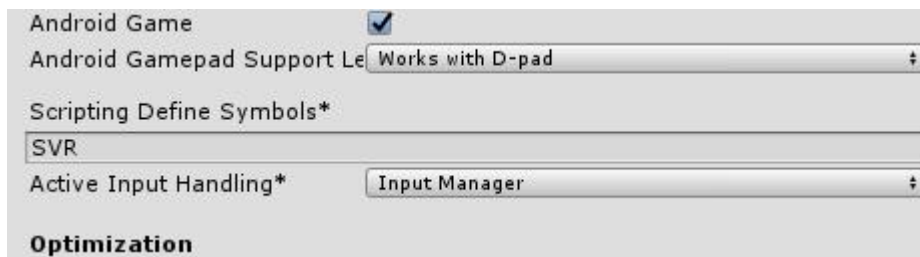 Android Game
Android Gamepad Support Le Works with D-pad
Scripting Define Symbols*
SVR
Active Input Handling* Input Manager
Optimization